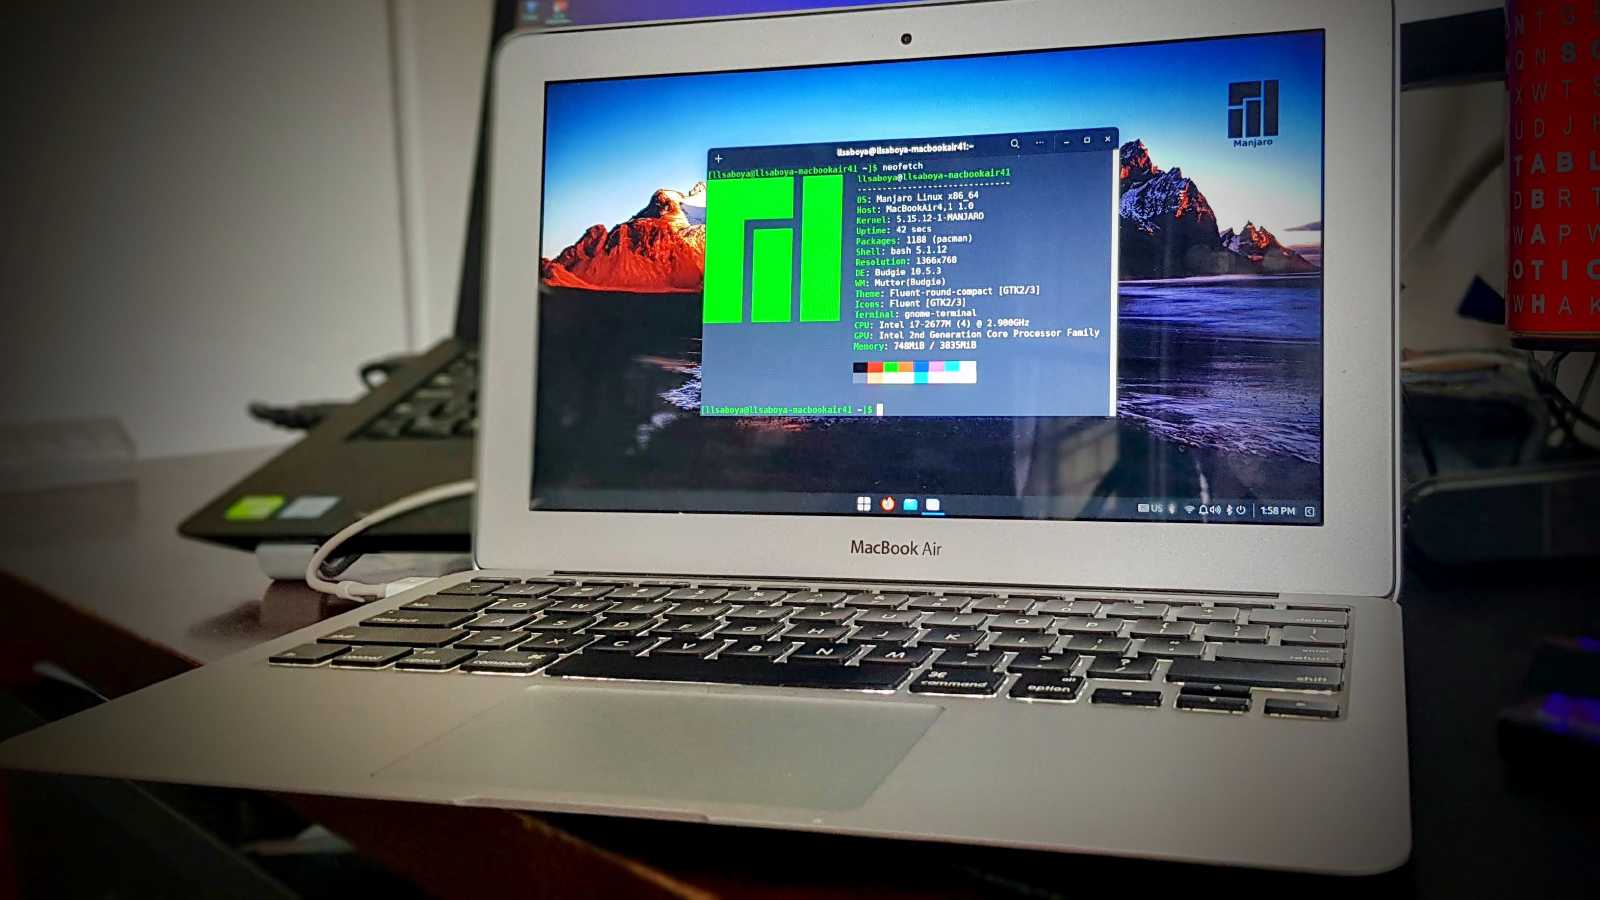 Manjaro
llsaboya@llsaboya-macbookair41:~
[llsaboya@llsaboya-macbookair41 ~]$ neofetch
llsaboya@llsaboya-macbookair41
------------------------------
OS: Manjaro Linux x86_64
Host: MacBookAir4,1 1.0
Kernel: 5.15.12-1-MANJARO
Uptime: 42 secs
Packages: 1188 (pacman)
Shell: bash 5.1.12
Resolution: 1366x768
DE: Budgie 10.5.3
WM: Mutter(Budgie)
Theme: Fluent-round-compact [GTK2/3]
Icons: Fluent [GTK2/3]
Terminal: gnome-terminal
CPU: Intel i7-2677M (4) @ 2.900GHz
GPU: Intel 2nd Generation Core Processor Family
Memory: 748MiB / 3835MiB
[llsaboya@llsaboya-macbookair41 ~]$
US 1:58 PM
MacBook Air
delete
Q W E R T Y U I O P
A S D F G H J K L
enter
return
Z X C V B N M < > ?
shift
control
command
⌘
command
alt
option
N T
Q N S
X W T S
U D J H
T A B L
D B R T
W A P W
O T I C
W H A K